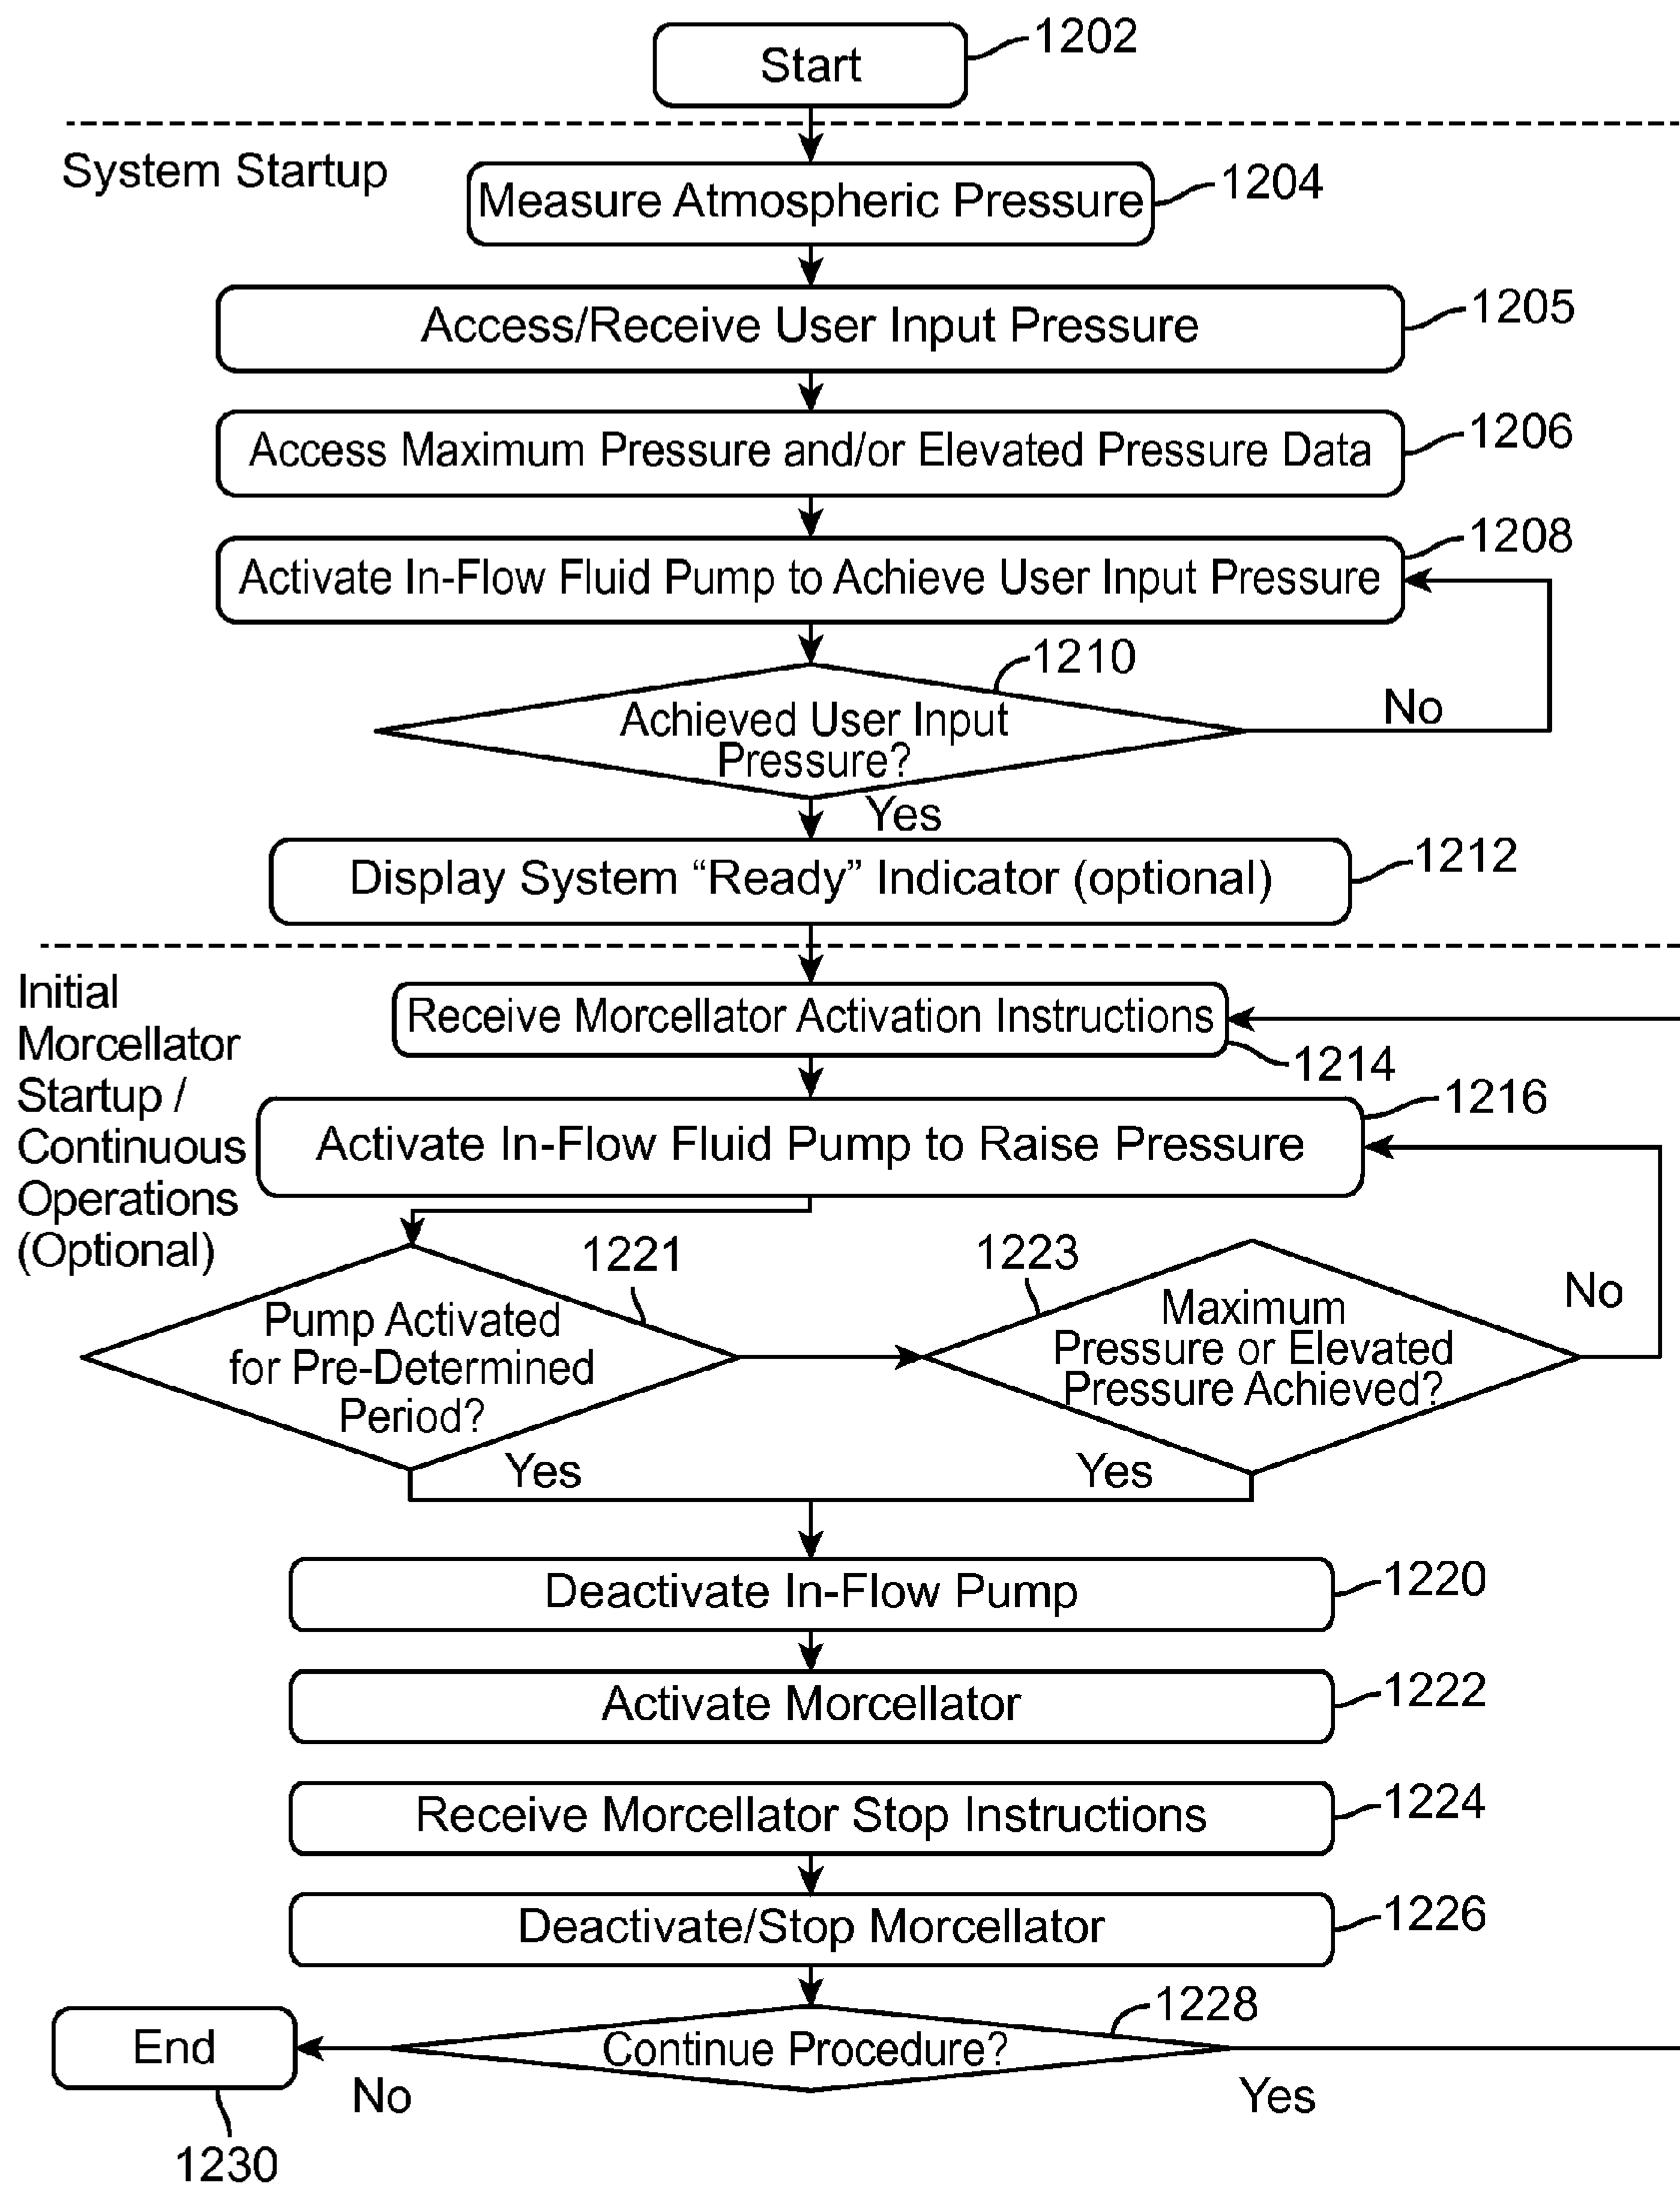 Start
1202
System Startup
Measure Atmospheric Pressure
1204
Access/Receive User Input Pressure
1205
Access Maximum Pressure and/or Elevated Pressure Data
1206
Activate In-Flow Fluid Pump to Achieve User Input Pressure
1208
1210
Achieved User Input
Pressure?
No
Yes
Display System “Ready” Indicator (optional)
1212
Initial
Morcellator
Startup /
Continuous
Operations
(Optional)
Receive Morcellator Activation Instructions
1214
Activate In-Flow Fluid Pump to Raise Pressure
1216
1221
Pump Activated
for Pre-Determined
Period?
Yes
1223
Maximum
Pressure or Elevated
Pressure Achieved?
No
Yes
Deactivate In-Flow Pump
1220
Activate Morcellator
1222
Receive Morcellator Stop Instructions
1224
Deactivate/Stop Morcellator
1226
1228
Continue Procedure?
End
No
Yes
1230